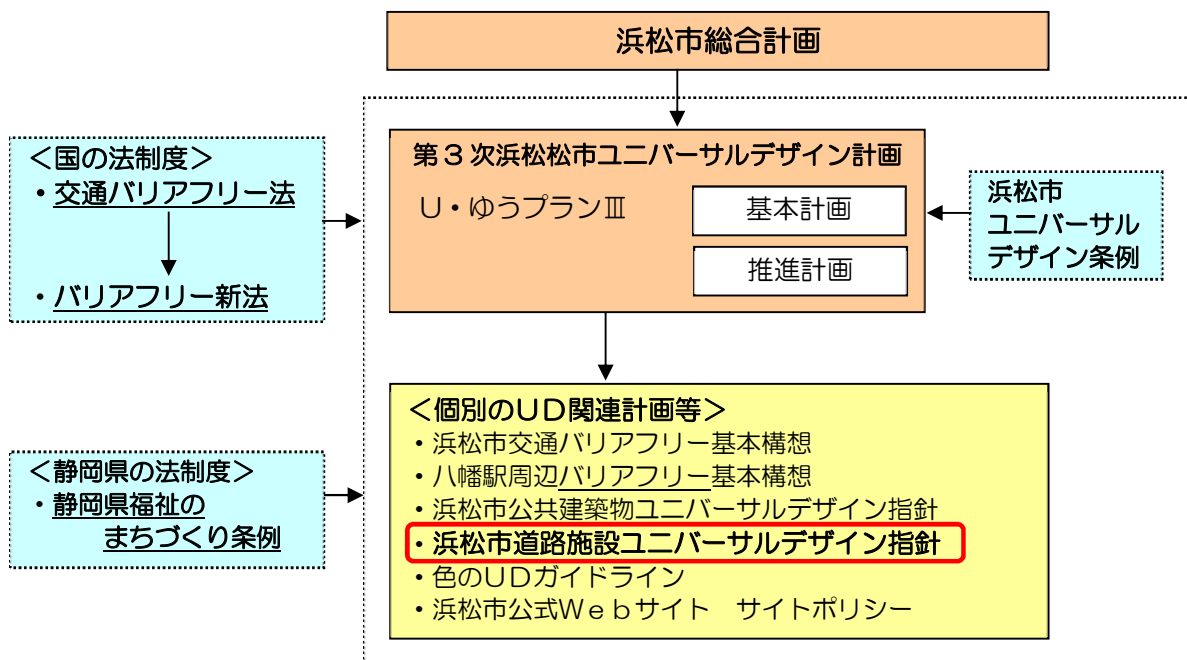 浜松市総合計画
＜国の法制度＞
・交通バリアフリー法
・バリアフリー新法
第３次浜松松市ユニバーサルデザイン計画
Ｕ・ゆうプランⅢ
基本計画
推進計画
浜松市
ユニバーサル
デザイン条例
＜静岡県の法制度＞
・静岡県福祉の
まちづくり条例
＜個別のＵＤ関連計画等＞
・浜松市交通バリアフリー基本構想
・八幡駅周辺バリアフリー基本構想
・浜松市公共建築物ユニバーサルデザイン指針
・浜松市道路施設ユニバーサルデザイン指針
・色のＵＤガイドライン
・浜松市公式Ｗｅｂサイト　サイトポリシー